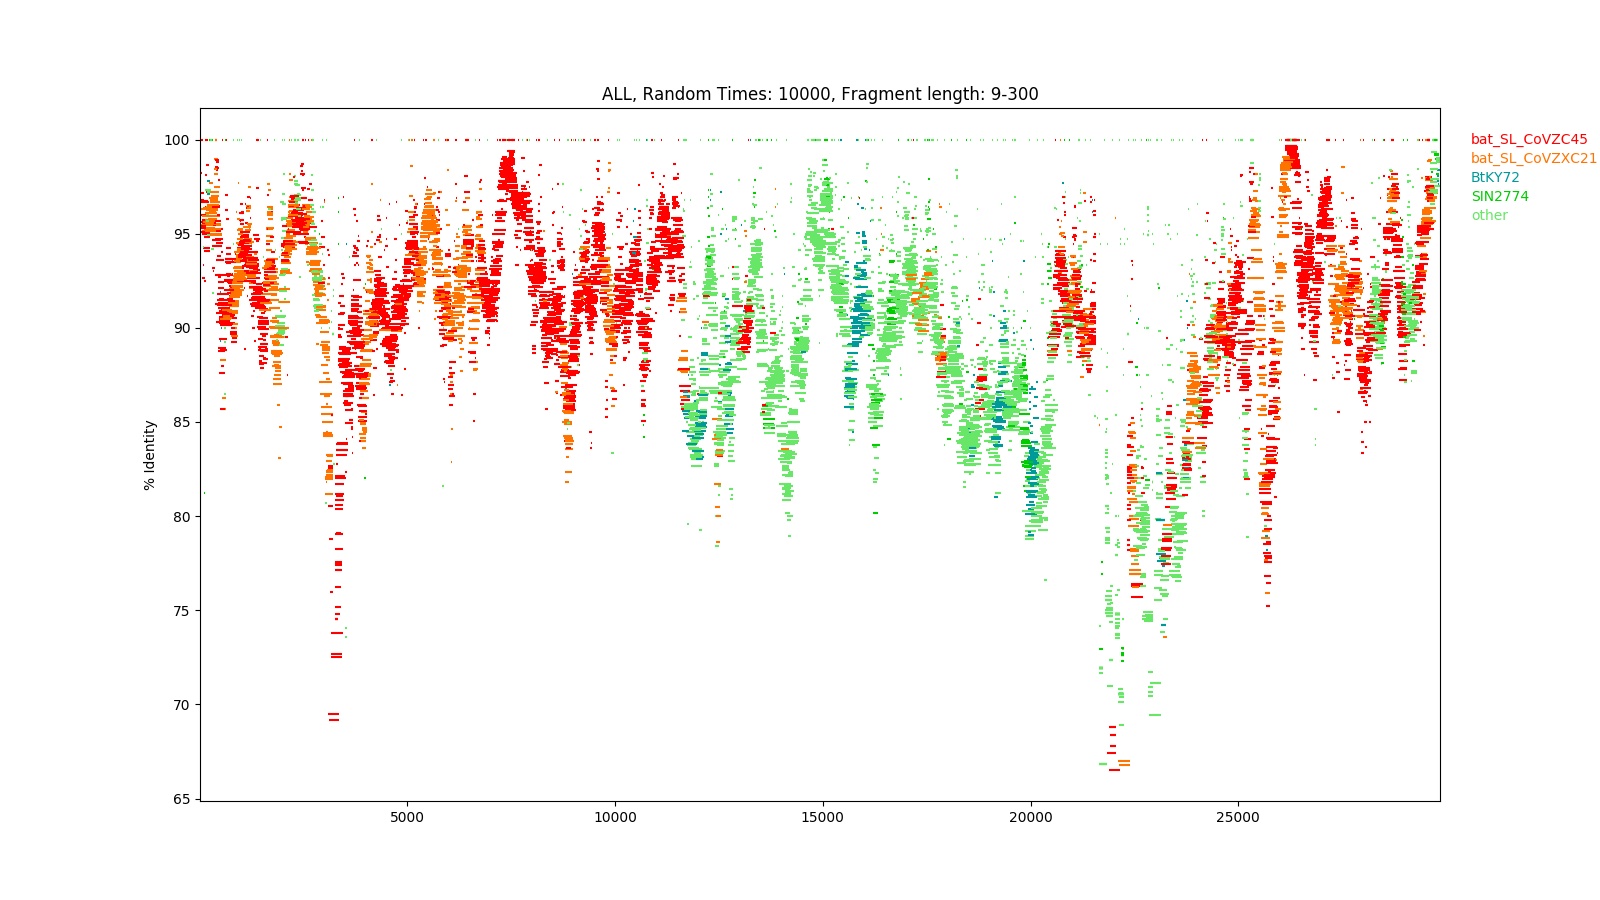 ALL, Random Times: 10000, Fragment length: 9-300
100
95
90
85
80
75
70
65
% Identity
5000
10000
15000
20000
25000
bat_SL_CoVZC45
bat_SL_CoVZXC21
BtKY72
SIN2774
other